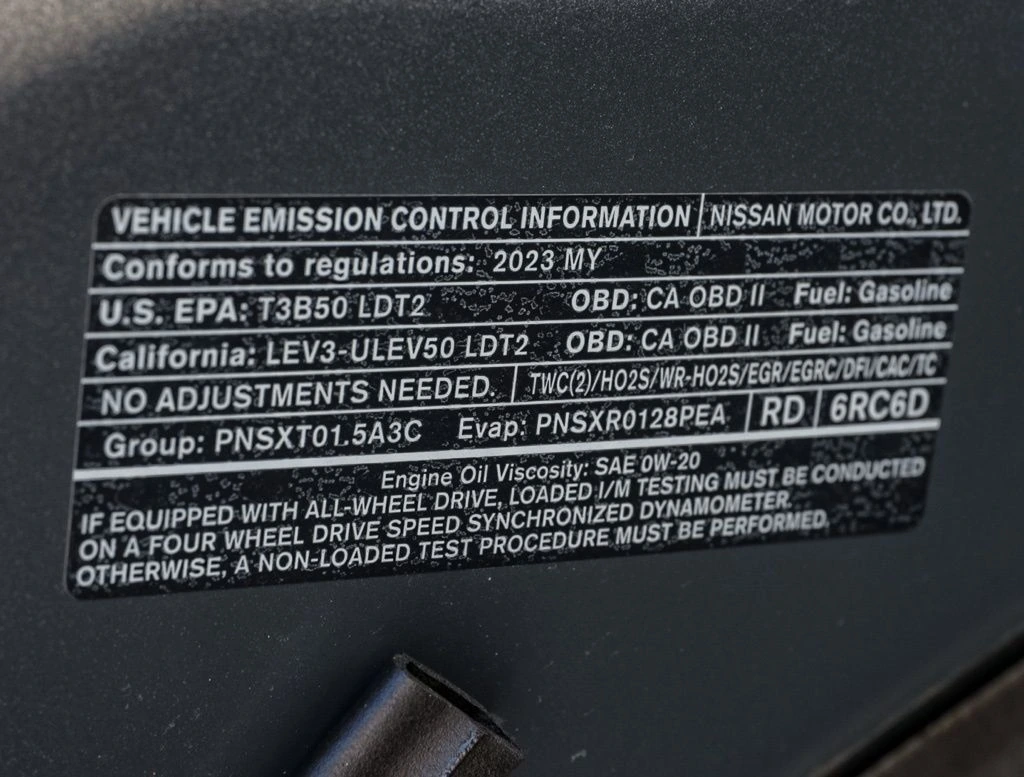 VEHICLE EMISSION CONTROL INFORMATION NISSAN MOTOR CO., LTD.
Conforms to regulations: 2023 MY
U.S. EPA: T3B50 LDT2 OBD: CA OBD II Fuel: Gasoline
California: LEV3-ULEV50 LDT2 OBD: CA OBD II Fuel: Gasoline
NO ADJUSTMENTS NEEDED. TWC(2)/HO2S/WR-HO2S/EGR/EGRC/DFI/CAC/TC
Group: PNSXT01.5A3C Evap: PNSXR0128PEA RD 6RC6D
Engine Oil Viscosity: SAE 0W-20
IF EQUIPPED WITH ALL-WHEEL DRIVE, LOADED I/M TESTING MUST BE CONDUCTED
ON A FOUR WHEEL DRIVE SPEED SYNCHRONIZED DYNAMOMETER.
OTHERWISE, A NON-LOADED TEST PROCEDURE MUST BE PERFORMED.